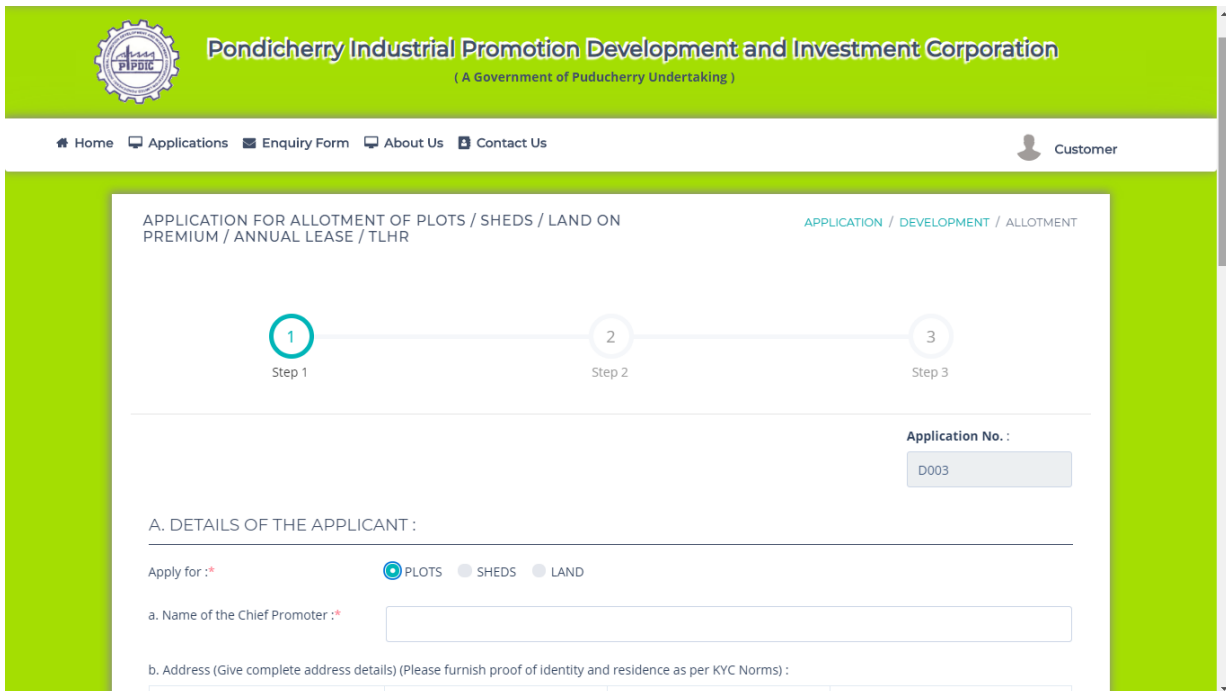 Pondicherry Industrial Promotion Development and Investment Corporation
( A Government of Puducherry Undertaking )
PIPDIC
Home Applications Enquiry Form About Us Contact Us Customer
APPLICATION FOR ALLOTMENT OF PLOTS / SHEDS / LAND ON
PREMIUM / ANNUAL LEASE / TLHR
APPLICATION / DEVELOPMENT / ALLOTMENT
1 2 3
Step 1 Step 2 Step 3
Application No. :
D003
A. DETAILS OF THE APPLICANT :
Apply for :* PLOTS SHEDS LAND
a. Name of the Chief Promoter :*
b. Address (Give complete address details) (Please furnish proof of identity and residence as per KYC Norms) :